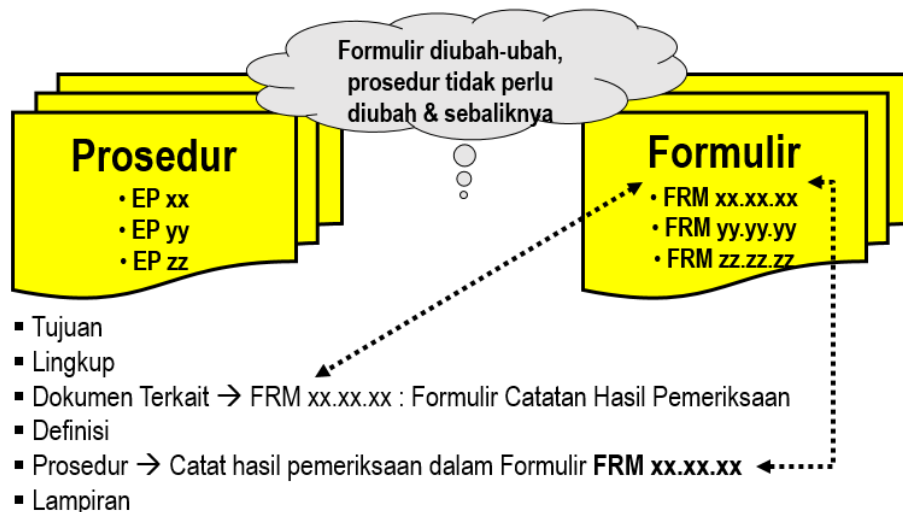 Formulir diubah-ubah,
prosedur tidak perlu
diubah & sebaliknya
Prosedur
• EP xx
• EP yy
• EP zz
Formulir
• FRM xx.xx.xx
• FRM yy.yy.yy
• FRM zz.zz.zz
▪ Tujuan
▪ Lingkup
▪ Dokumen Terkait → FRM xx.xx.xx : Formulir Catatan Hasil Pemeriksaan
▪ Definisi
▪ Prosedur → Catat hasil pemeriksaan dalam Formulir FRM xx.xx.xx
▪ Lampiran